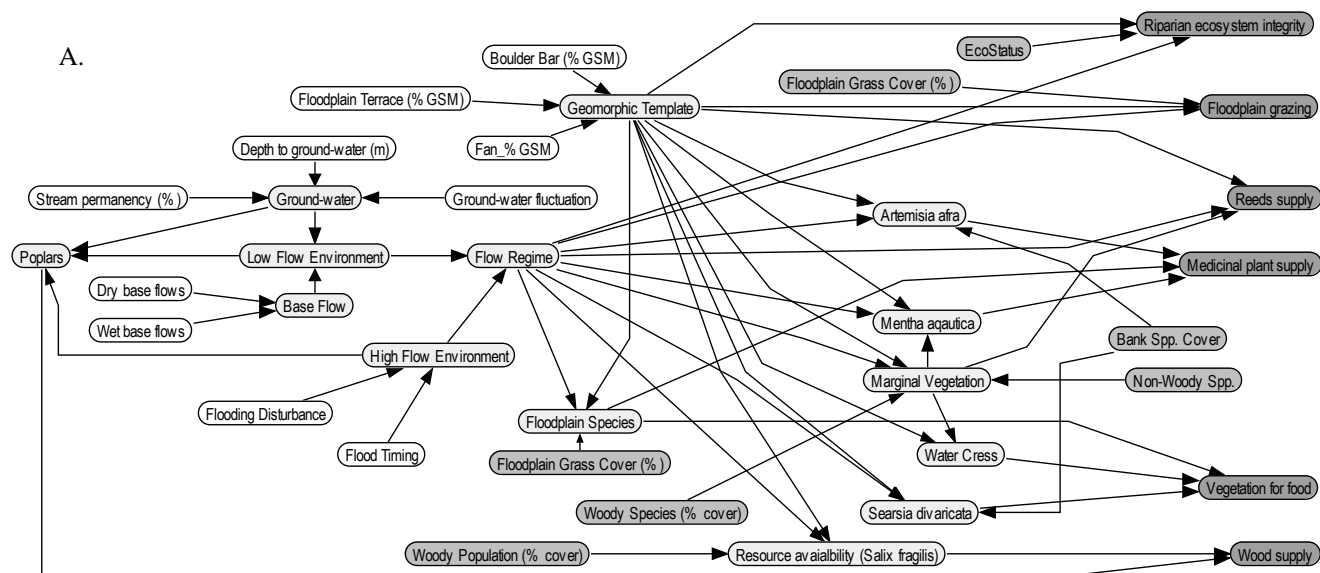 A.
Riparian ecosystem integrity
EcoStatus
Boulder Bar (% GSM)
Floodplain Grass Cover (%)
Floodplain Terrace (% GSM)
Geomorphic Template
Floodplain grazing
Fan_% GSM
Depth to ground-water (m)
Stream permanency (%)
Ground-water
Ground-water fluctuation
Reeds supply
Artemisia afra
Poplars
Low Flow Environment
Flow Regime
Medicinal plant supply
Dry base flows
Base Flow
Wet base flows
Mentha aqautica
Bank Spp. Cover
High Flow Environment
Marginal Vegetation
Non-Woody Spp.
Flooding Disturbance
Floodplain Species
Flood Timing
Water Cress
Floodplain Grass Cover (%)
Vegetation for food
Woody Species (% cover)
Searsia divaricata
Woody Population (% cover)
Resource avaialbility (Salix fragilis)
Wood supply